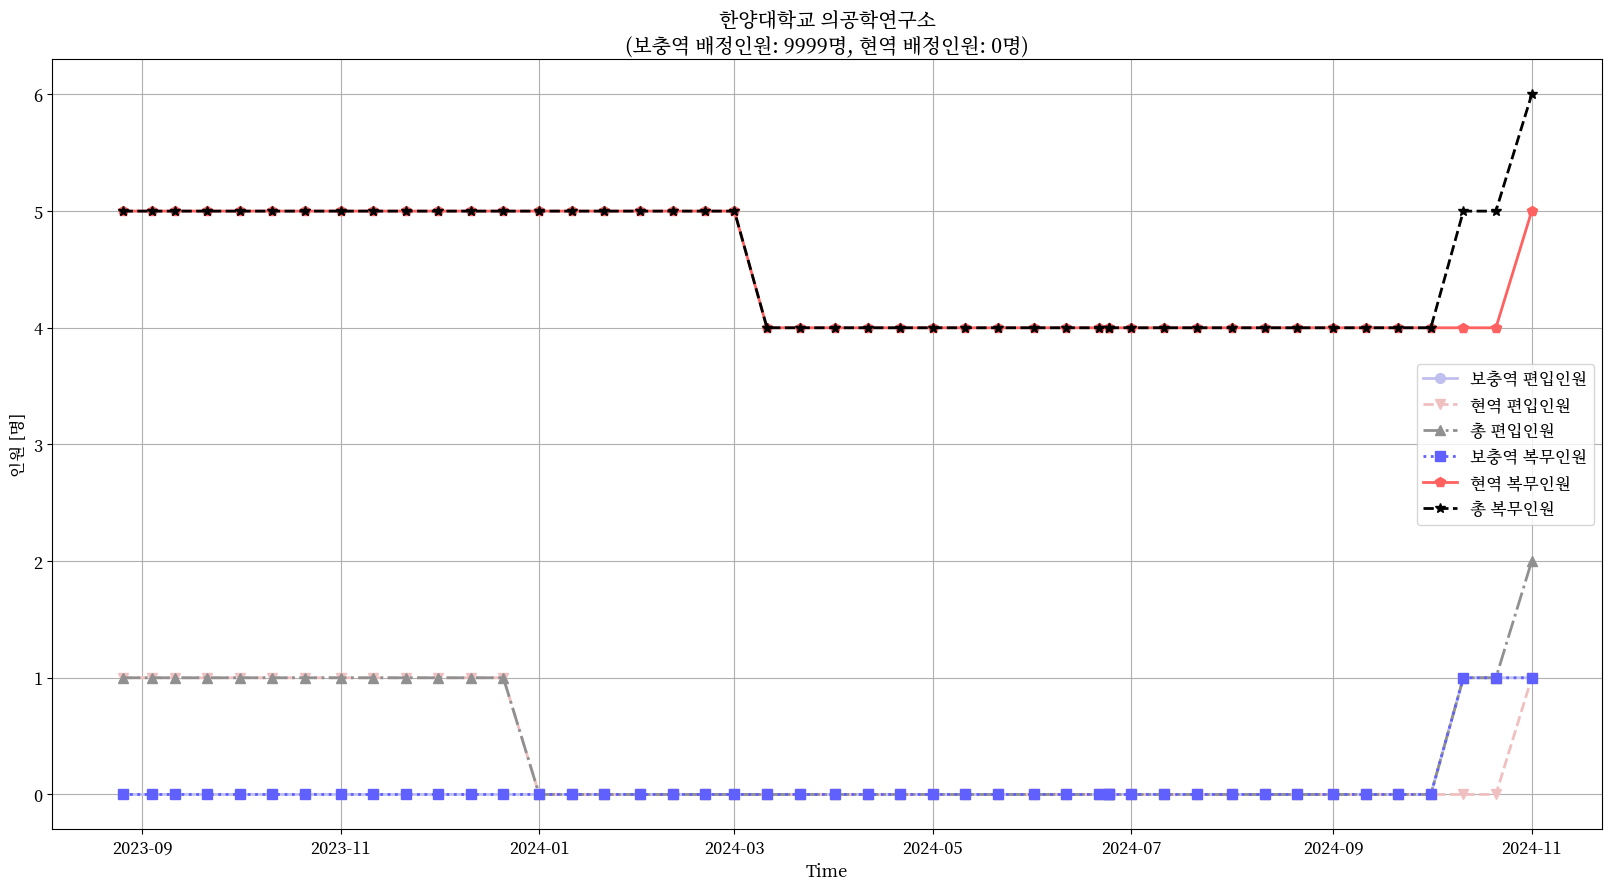 한양대학교 의공학연구소
(보충역 배정인원: 9999명, 현역 배정인원: 0명)
6
5
4
3
2
1
0
인원 [명]
보충역 편입인원
현역 편입인원
총 편입인원
보충역 복무인원
현역 복무인원
총 복무인원
2023-09
2023-11
2024-01
2024-03
2024-05
2024-07
2024-09
2024-11
Time